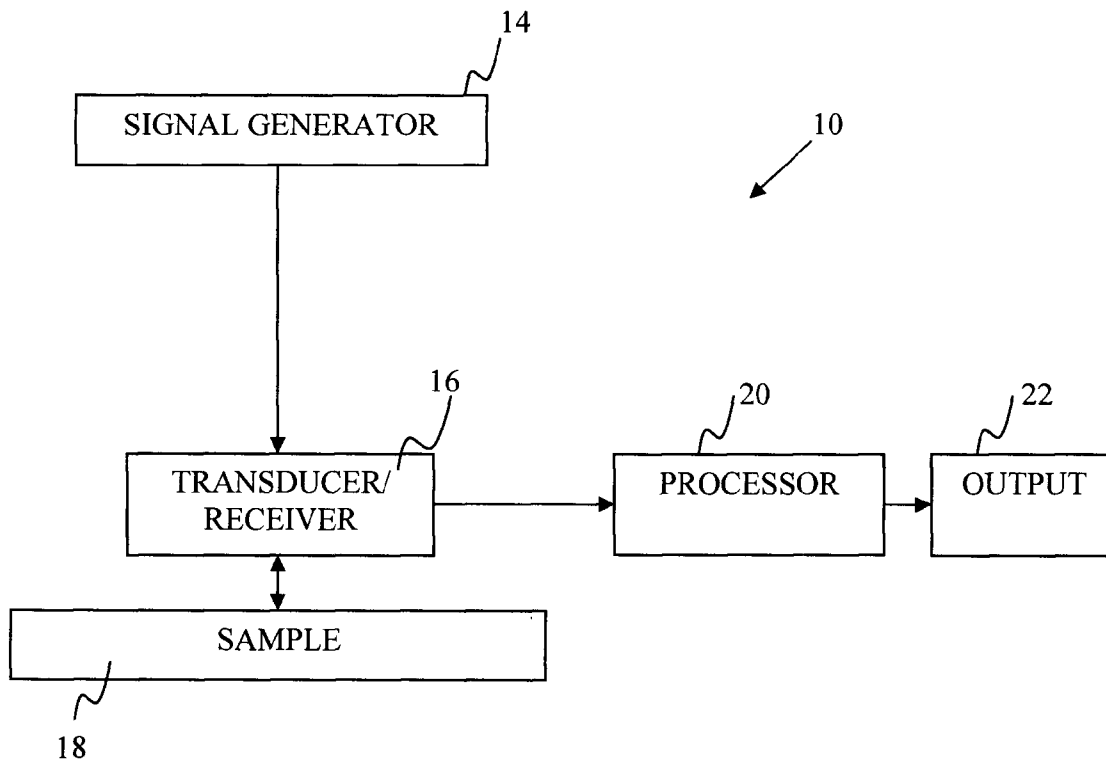 14
SIGNAL GENERATOR
10
16
20
22
TRANSDUCER/
RECEIVER
PROCESSOR
OUTPUT
SAMPLE
18